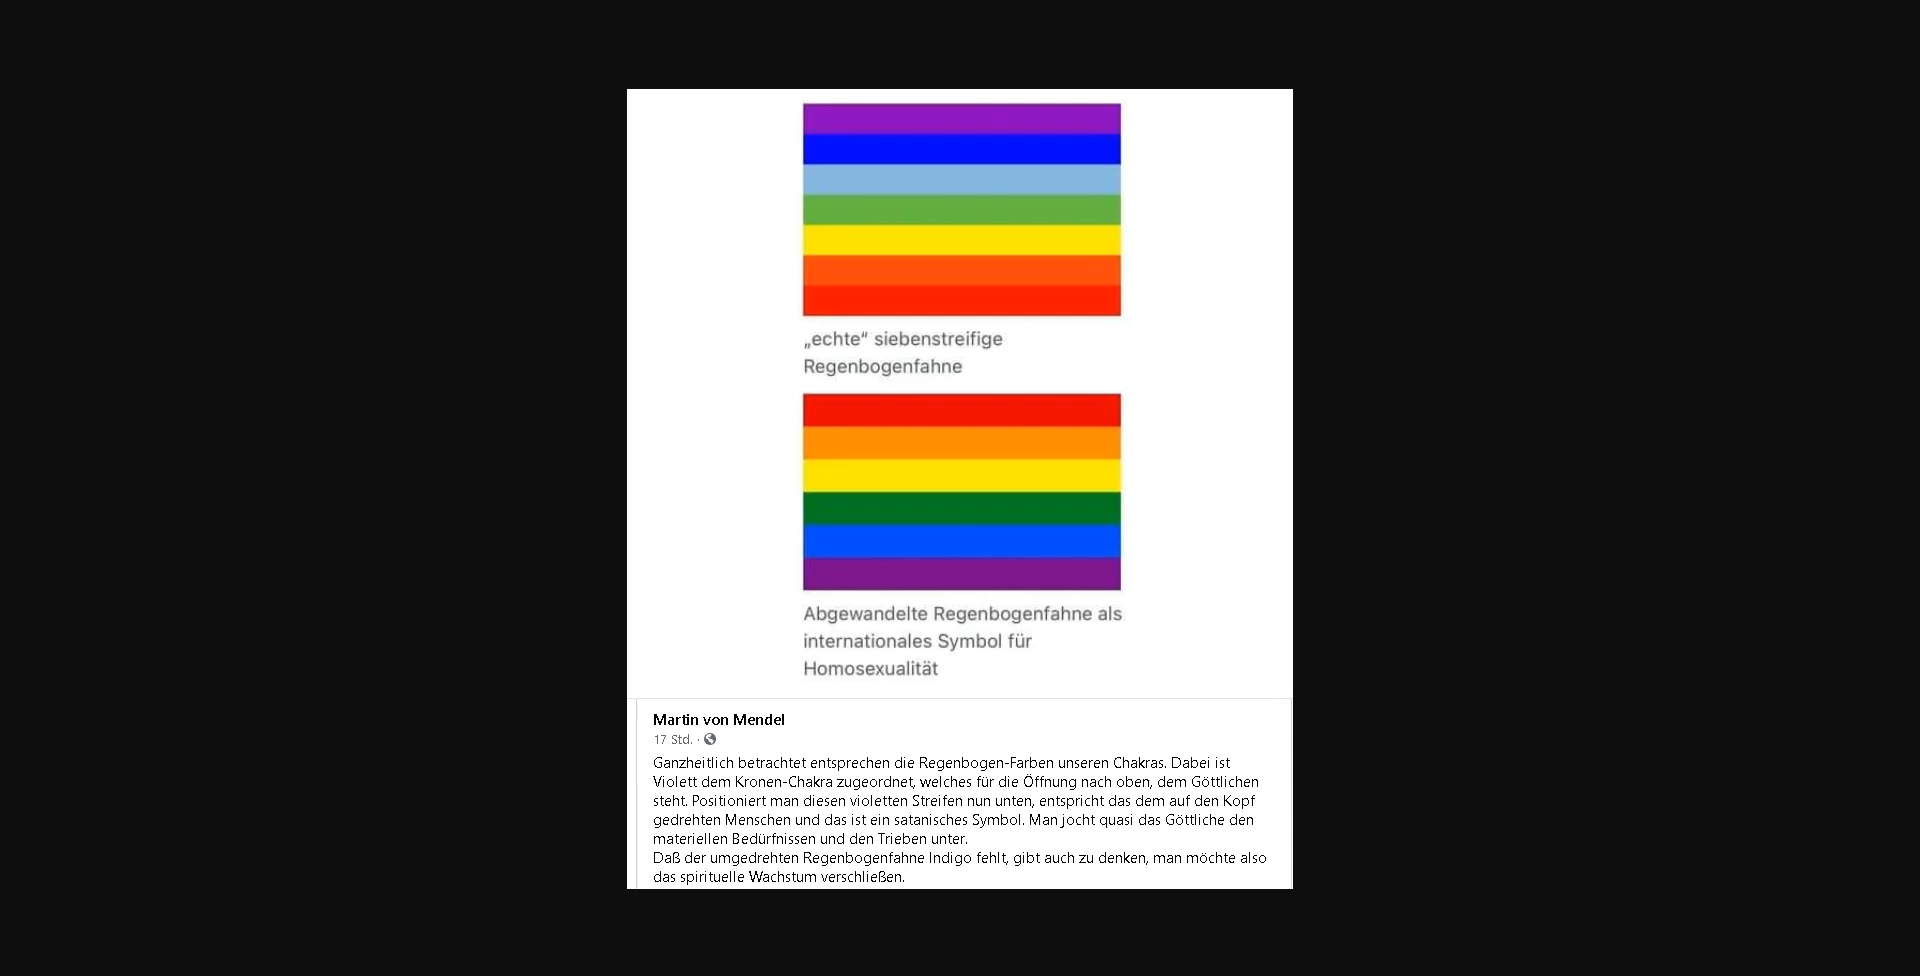 „echte“ siebenstreifige
Regenbogenfahne
Abgewandelte Regenbogenfahne als
internationales Symbol für
Homosexualität
Martin von Mendel
17 Std. ·
Ganzheitlich betrachtet entsprechen die Regenbogen-Farben unseren Chakras. Dabei ist
Violett dem Kronen-Chakra zugeordnet, welches für die Öffnung nach oben, dem Göttlichen
steht. Positioniert man diesen violetten Streifen nun unten, entspricht das dem auf den Kopf
gedrehten Menschen und das ist ein satanisches Symbol. Man jocht quasi das Göttliche den
materiellen Bedürfnissen und den Trieben unter.
Daß der umgedrehten Regenbogenfahne Indigo fehlt, gibt auch zu denken, man möchte also
das spirituelle Wachstum verschließen.